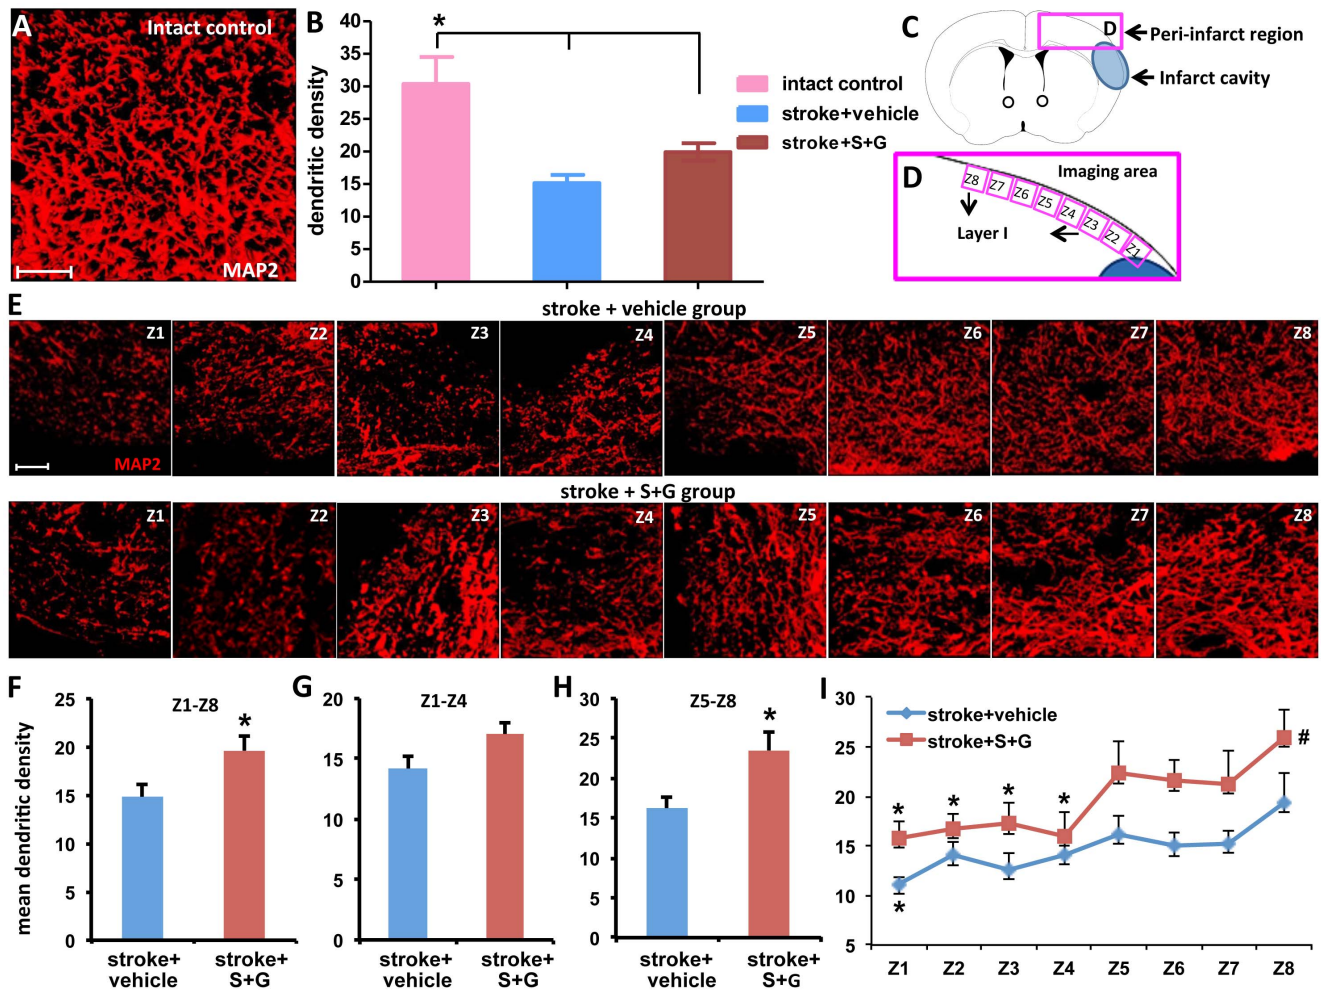 A
Intact control
MAP2
B
dendritic density
40
35
30
25
20
15
10
5
0
*
intact control
stroke+vehicle
stroke+S+G
C
D
Peri-infarct region
Infarct cavity
D
Imaging area
Z8 Z7 Z6 Z5 Z4 Z3 Z2 Z1
Layer I
E
stroke + vehicle group
Z1 Z2 Z3 Z4 Z5 Z6 Z7 Z8
MAP2
stroke + S+G group
Z1 Z2 Z3 Z4 Z5 Z6 Z7 Z8
F
mean dendritic density
25
20
15
10
5
0
Z1-Z8
*
stroke+ stroke+
vehicle S+G
G
20
15
10
5
0
Z1-Z4
stroke+ stroke+
vehicle S+G
H
30
25
20
15
10
5
0
Z5-Z8
*
stroke+ stroke+
vehicle S+G
I
30
25
20
15
10
5
stroke+vehicle
stroke+S+G
#
* * * *
*
Z1 Z2 Z3 Z4 Z5 Z6 Z7 Z8